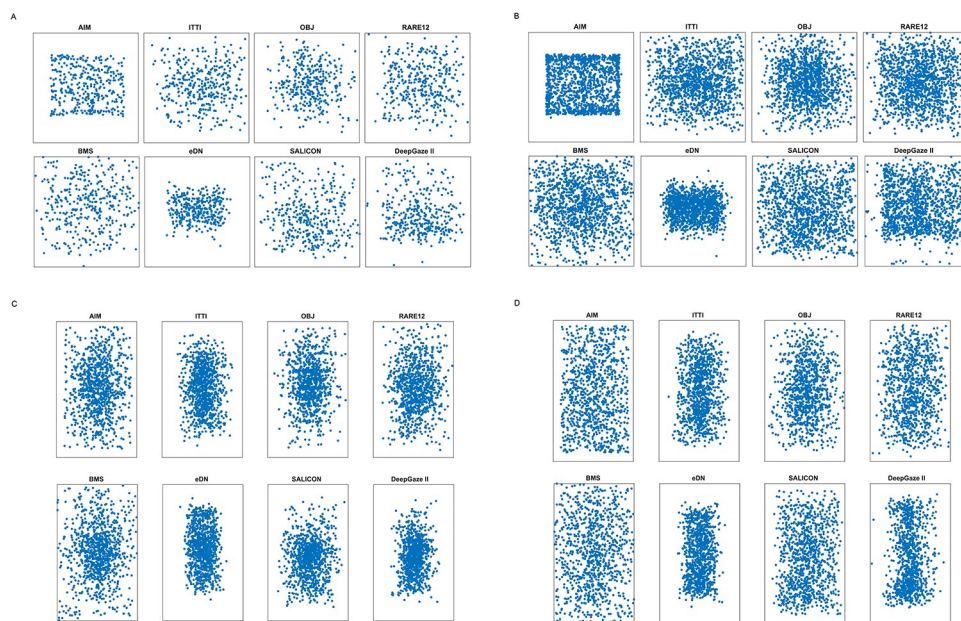 A
AIM ITTI OBJ RARE12
BMS eDN SALICON DeepGaze II
B
AIM ITTI OBJ RARE12
BMS eDN SALICON DeepGaze II
C
AIM ITTI OBJ RARE12
BMS eDN SALICON DeepGaze II
D
AIM ITTI OBJ RARE12
BMS eDN SALICON DeepGaze II